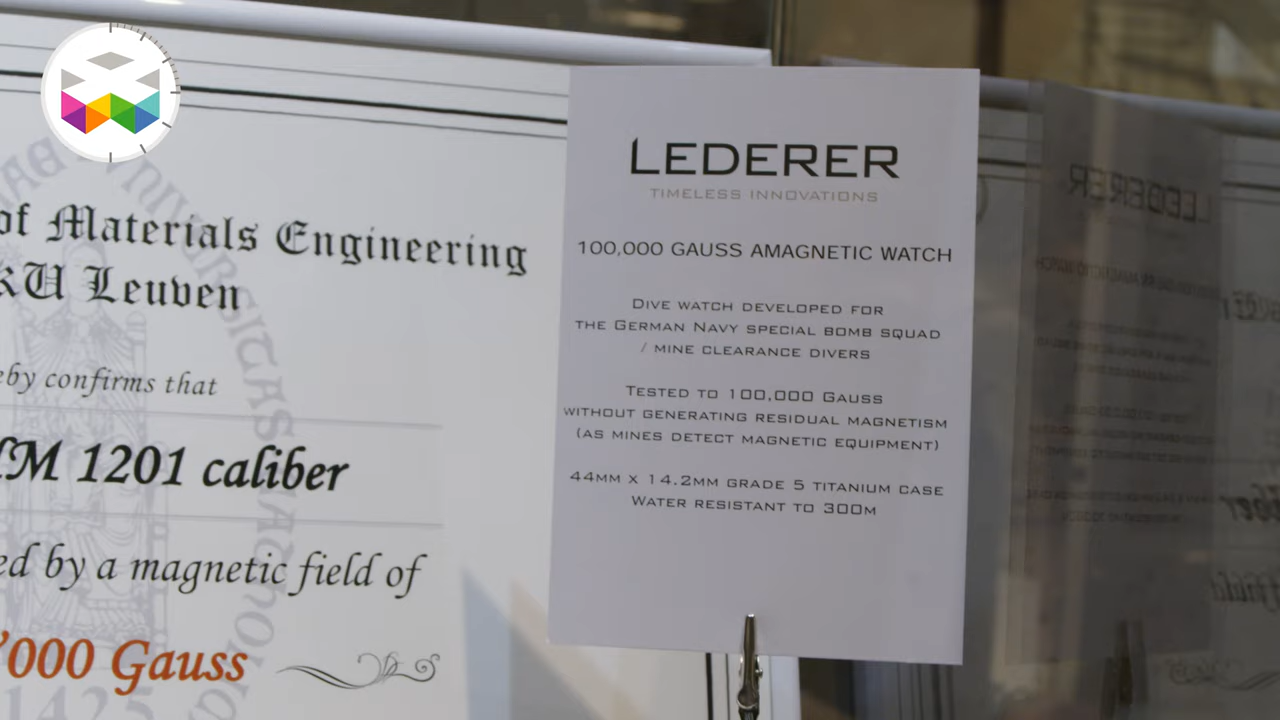 of Materials Engineering
KU Leuven
eby confirms that
M 1201 caliber
ed by a magnetic field of
'000 Gauss
1425
LEDERER
TIMELESS INNOVATIONS
100,000 GAUSS AMAGNETIC WATCH
DIVE WATCH DEVELOPED FOR
THE GERMAN NAVY SPECIAL BOMB SQUAD
/ MINE CLEARANCE DIVERS
TESTED TO 100,000 GAUSS
WITHOUT GENERATING RESIDUAL MAGNETISM
(AS MINES DETECT MAGNETIC EQUIPMENT)
44MM X 14.2MM GRADE 5 TITANIUM CASE
WATER RESISTANT TO 300M
LEDERER